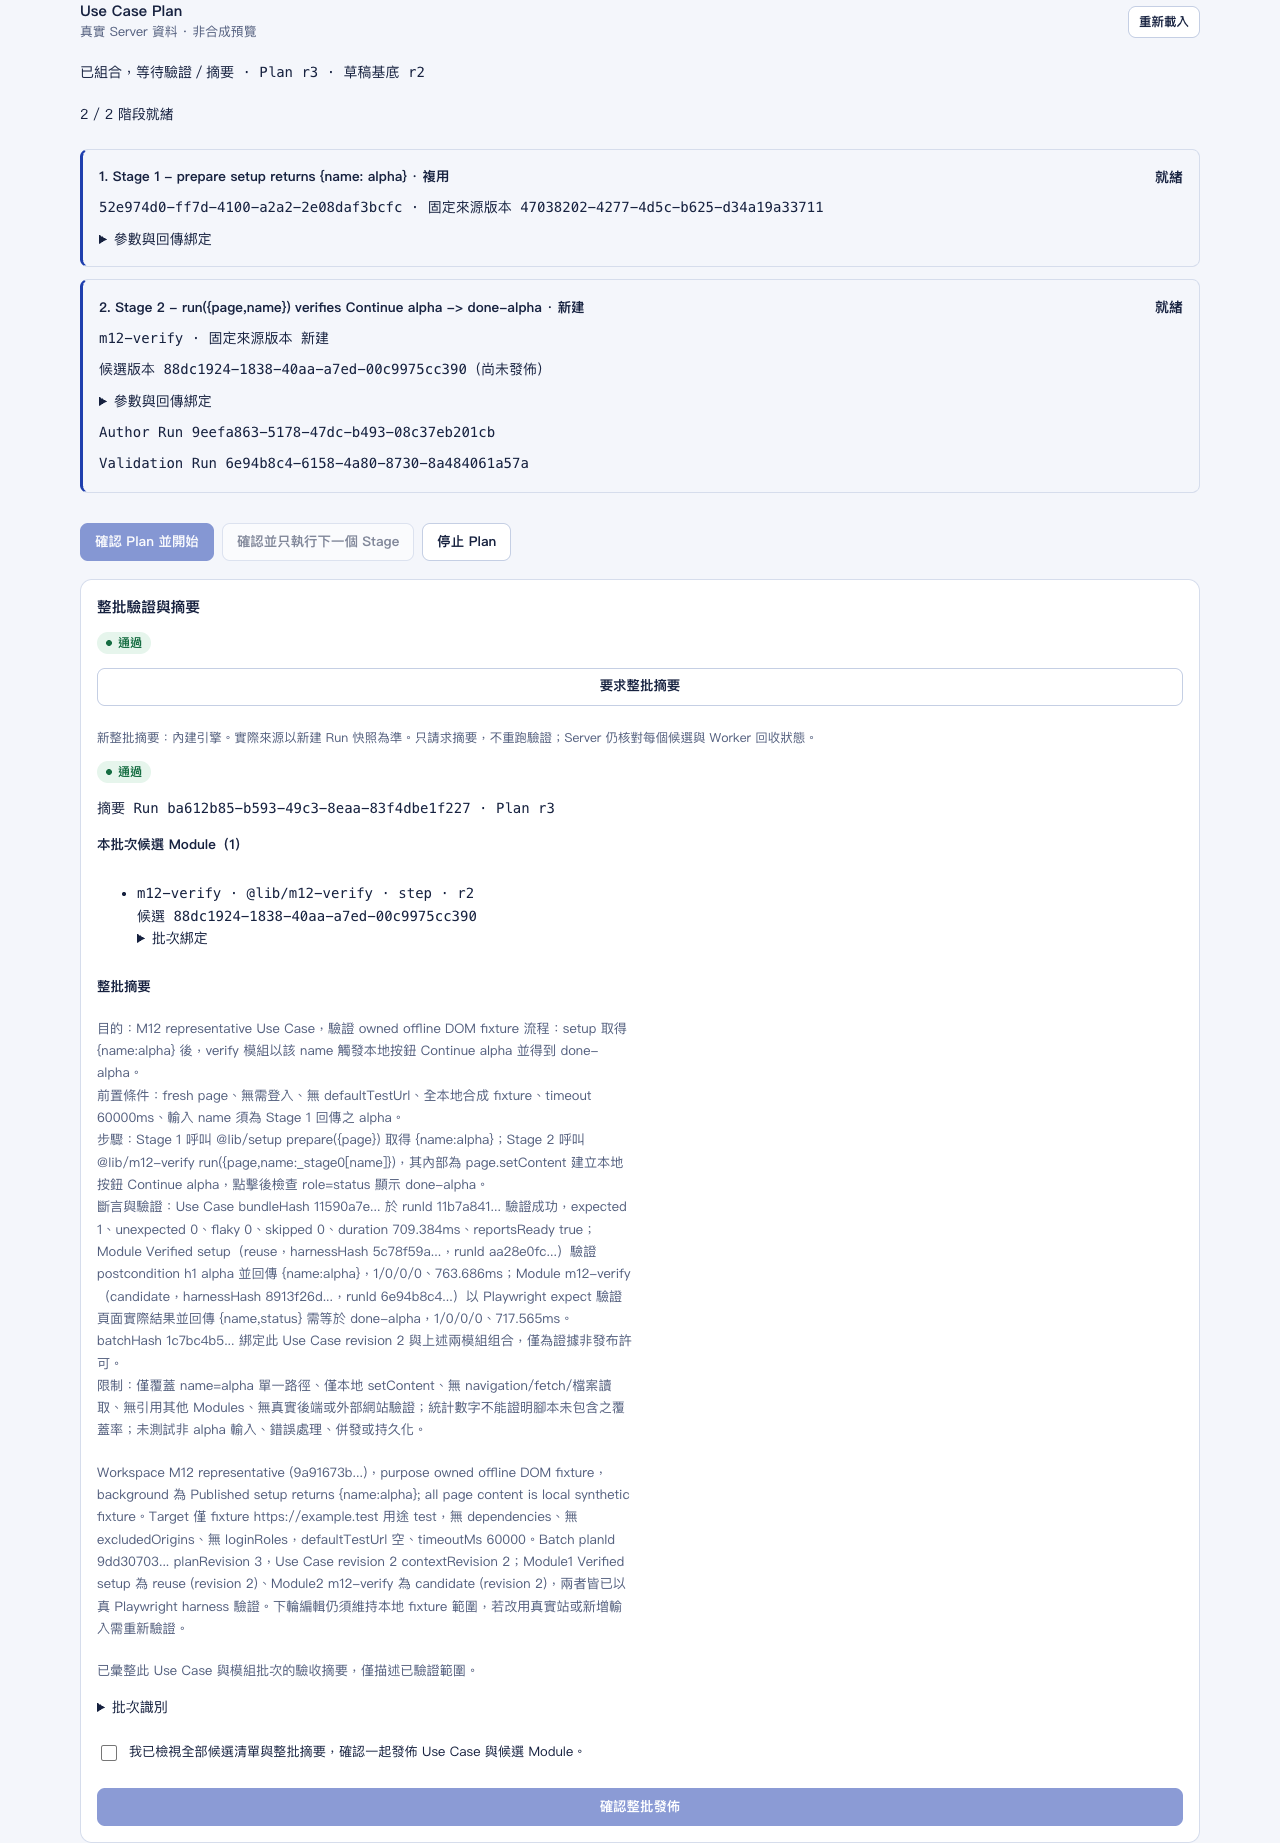 Use Case Plan
真實 Server 資料 · 非合成預覽
重新載入
已組合，等待驗證 / 摘要 · Plan r3 · 草稿基底 r2
2 / 2 階段就緒
1. Stage 1 – prepare setup returns {name: alpha} · 複用
就緒
52e974d0-ff7d-4100-a2a2-2e08daf3bcfc · 固定來源版本 47038202-4277-4d5c-b625-d34a19a33711
▶ 參數與回傳綁定
2. Stage 2 – run({page,name}) verifies Continue alpha -> done-alpha · 新建
就緒
m12-verify · 固定來源版本 新建
候選版本 88dc1924-1838-40aa-a7ed-00c9975cc390（尚未發佈）
▶ 參數與回傳綁定
Author Run 9eefa863-5178-47dc-b493-08c37eb201cb
Validation Run 6e94b8c4-6158-4a80-8730-8a484061a57a
確認 Plan 並開始
確認並只執行下一個 Stage
停止 Plan
整批驗證與摘要
通過
要求整批摘要
新整批摘要：內建引擎。實際來源以新建 Run 快照為準。只請求摘要，不重跑驗證；Server 仍核對每個候選與 Worker 回收狀態。
通過
摘要 Run ba612b85-b593-49c3-8eaa-83f4dbe1f227 · Plan r3
本批次候選 Module（1）
• m12-verify · @lib/m12-verify · step · r2
候選 88dc1924-1838-40aa-a7ed-00c9975cc390
▶ 批次綁定
整批摘要
目的：M12 representative Use Case，驗證 owned offline DOM fixture 流程：setup 取得
{name:alpha} 後，verify 模組以該 name 觸發本地按鈕 Continue alpha 並得到 done-
alpha。
前置條件：fresh page、無需登入、無 defaultTestUrl、全本地合成 fixture、timeout
60000ms、輸入 name 須為 Stage 1 回傳之 alpha。
步驟：Stage 1 呼叫 @lib/setup prepare({page}) 取得 {name:alpha}；Stage 2 呼叫
@lib/m12-verify run({page,name:_stage0[name]})，其內部為 page.setContent 建立本地
按鈕 Continue alpha，點擊後檢查 role=status 顯示 done-alpha。
斷言與驗證：Use Case bundleHash 11590a7e… 於 runId 11b7a841… 驗證成功，expected
1、unexpected 0、flaky 0、skipped 0、duration 709.384ms、reportsReady true；
Module Verified setup（reuse，harnessHash 5c78f59a…，runId aa28e0fc…）驗證
postcondition h1 alpha 並回傳 {name:alpha}，1/0/0/0、763.686ms；Module m12-verify
（candidate，harnessHash 8913f26d…，runId 6e94b8c4…）以 Playwright expect 驗證
頁面實際結果並回傳 {name,status} 需等於 done-alpha，1/0/0/0、717.565ms。
batchHash 1c7bc4b5… 綁定此 Use Case revision 2 與上述兩模組组合，僅為證據非發布許
可。
限制：僅覆蓋 name=alpha 單一路徑、僅本地 setContent、無 navigation/fetch/檔案讀
取、無引用其他 Modules、無真實後端或外部網站驗證；統計數字不能證明腳本未包含之覆
蓋率；未測試非 alpha 輸入、錯誤處理、併發或持久化。
Workspace M12 representative (9a91673b…)，purpose owned offline DOM fixture，
background 為 Published setup returns {name:alpha}; all page content is local synthetic
fixture。Target 僅 fixture https://example.test 用途 test，無 dependencies、無
excludedOrigins、無 loginRoles，defaultTestUrl 空、timeoutMs 60000。Batch planId
9dd30703… planRevision 3，Use Case revision 2 contextRevision 2；Module1 Verified
setup 為 reuse (revision 2)、Module2 m12-verify 為 candidate (revision 2)，兩者皆已以
真 Playwright harness 驗證。下輪編輯仍須維持本地 fixture 範圍，若改用真實站或新增輸
入需重新驗證。
已彙整此 Use Case 與模組批次的驗收摘要，僅描述已驗證範圍。
▶ 批次識別
我已檢視全部候選清單與整批摘要，確認一起發佈 Use Case 與候選 Module。
確認整批發佈